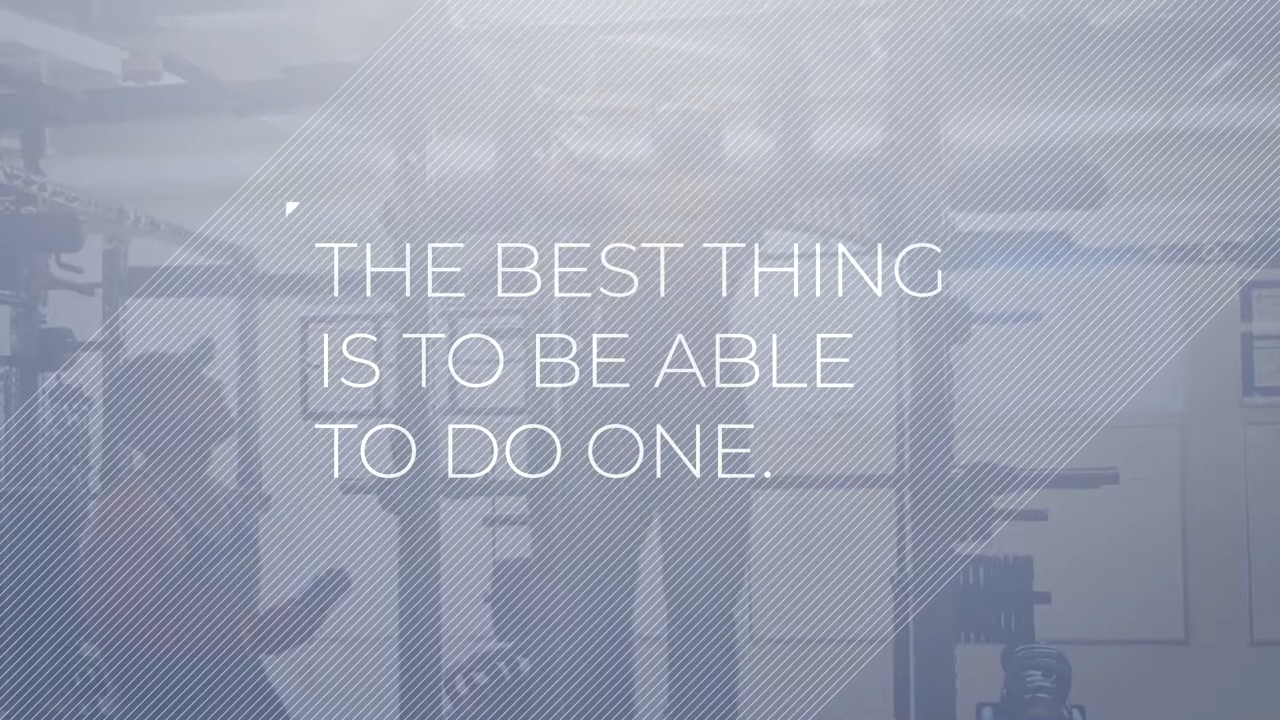 THE BEST THING
IS TO BE ABLE
TO DO ONE.